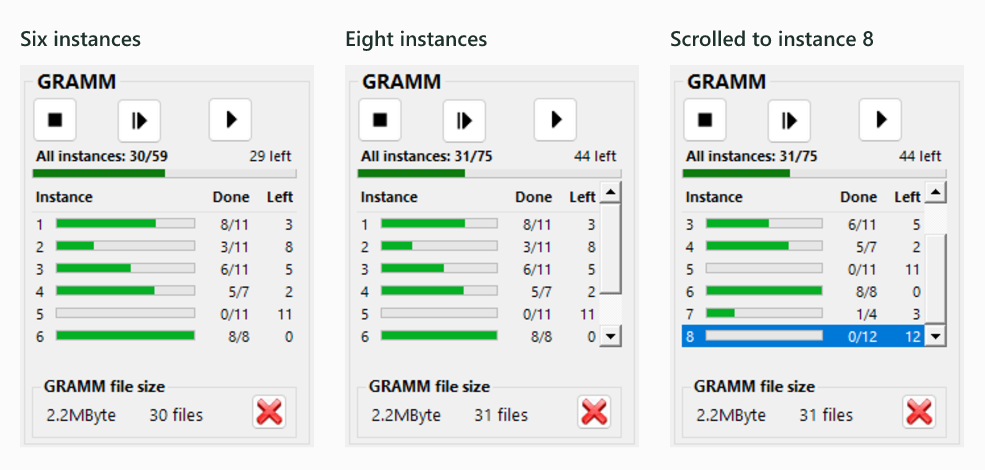 Six instances
GRAMM
All instances: 30/59 29 left
Instance Done Left
1 8/11 3
2 3/11 8
3 6/11 5
4 5/7 2
5 0/11 11
6 8/8 0
GRAMM file size
2.2MByte 30 files
Eight instances
GRAMM
All instances: 31/75 44 left
Instance Done Left
1 8/11 3
2 3/11 8
3 6/11 5
4 5/7 2
5 0/11 11
6 8/8 0
GRAMM file size
2.2MByte 31 files
Scrolled to instance 8
GRAMM
All instances: 31/75 44 left
Instance Done Left
3 6/11 5
4 5/7 2
5 0/11 11
6 8/8 0
7 1/4 3
8 0/12 12
GRAMM file size
2.2MByte 31 files